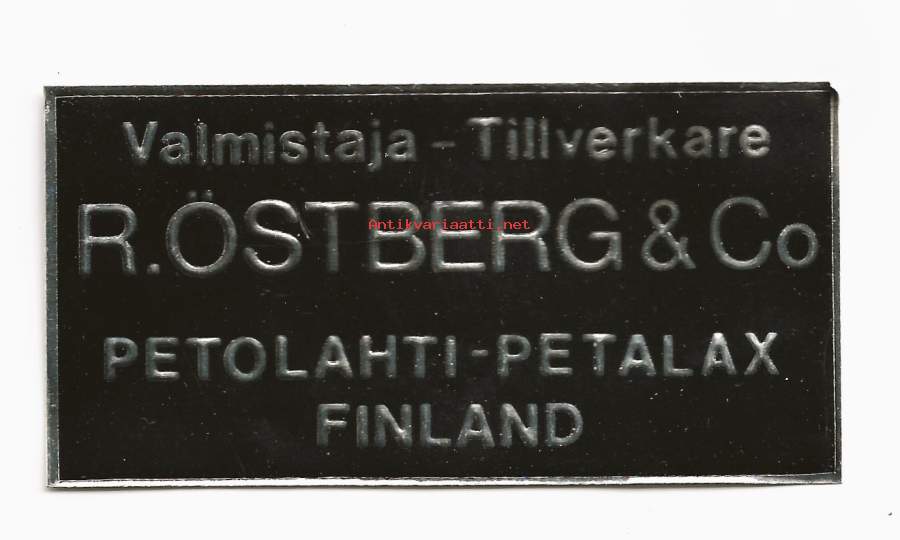 Valmistaja - Tillverkare
R.ÖSTBERG & Co
Antikvariaatti.net
PETOLAHTI-PETALAX
FINLAND